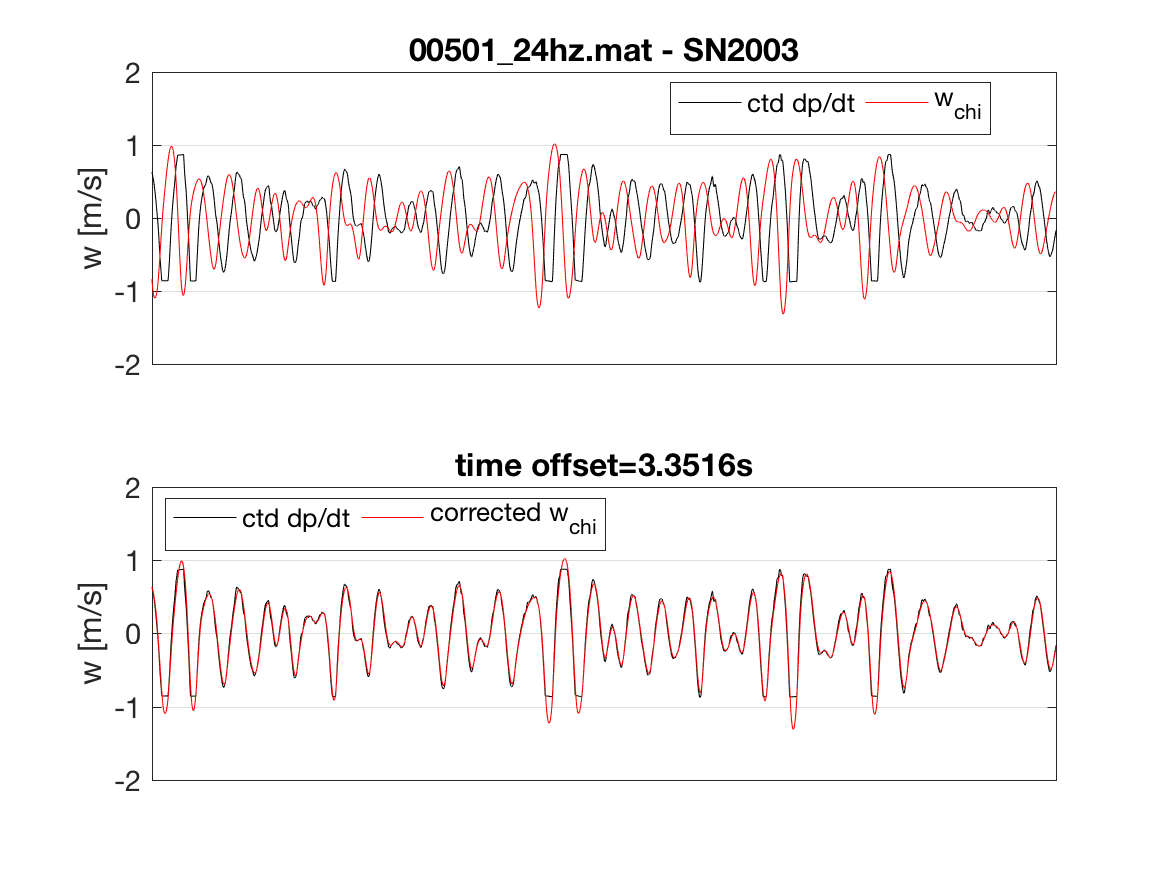 00501_24hz.mat - SN2003
2
1
0
-1
-2
w [m/s]
ctd dp/dt w_chi
time offset=3.3516s
2
1
0
-1
-2
w [m/s]
ctd dp/dt corrected w_chi